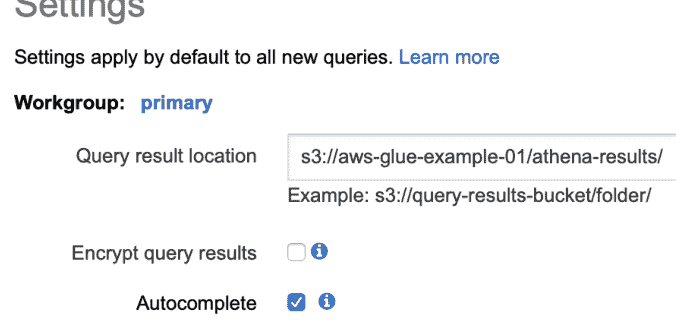 Settings
Settings apply by default to all new queries. Learn more
Workgroup: primary
Query result location s3://aws-glue-example-01/athena-results/
Example: s3://query-results-bucket/folder/
Encrypt query results
Autocomplete